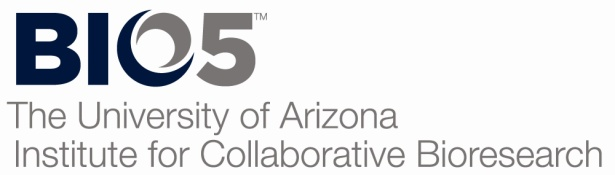 BIO5™
The University of Arizona
Institute for Collaborative Bioresearch